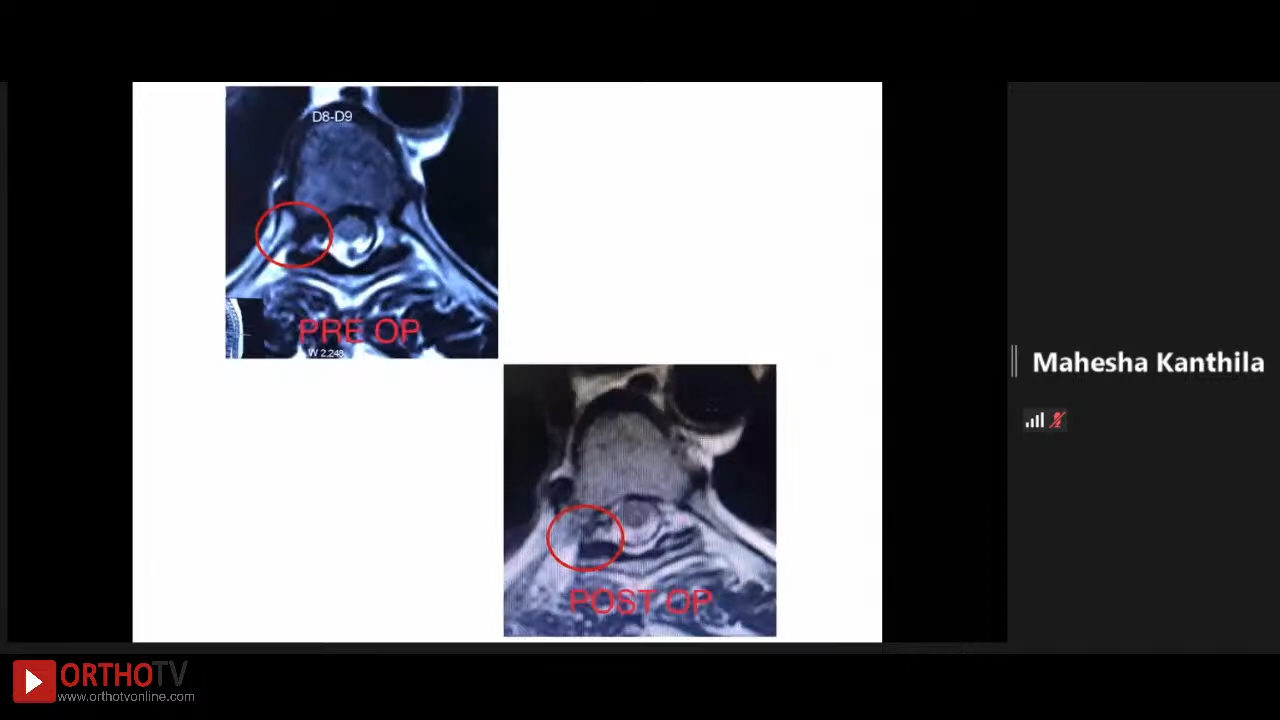 D8-D9
PRE OP
W 2,248
POST OP
Mahesha Kanthila
ORTHOTV
www.orthotvonline.com